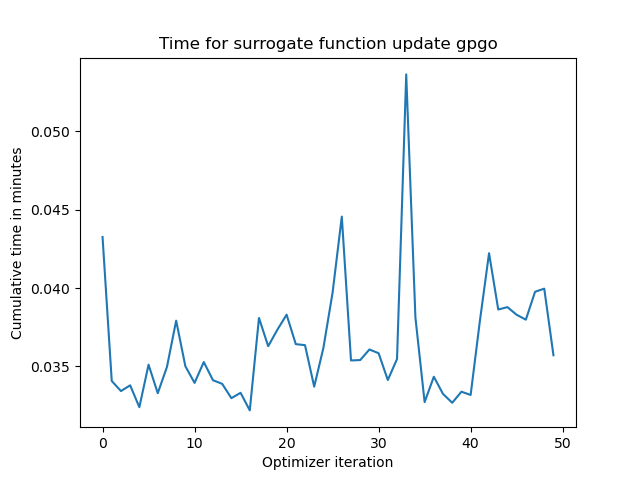 Time for surrogate function update gpgo
Cumulative time in minutes
0.050
0.045
0.040
0.035
0 10 20 30 40 50
Optimizer iteration